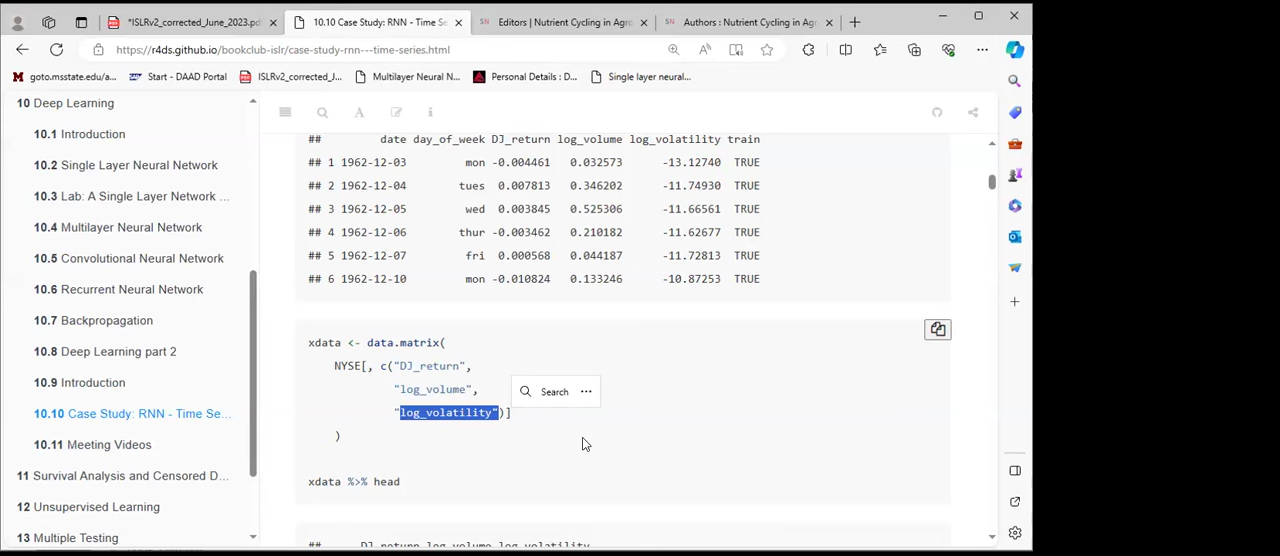 *ISLRv2_corrected_June_2023.pd
10.10 Case Study: RNN - Time Se
Editors | Nutrient Cycling in Agro
Authors : Nutrient Cycling in Ag
https://r4ds.github.io/bookclub-islr/case-study-rnn---time-series.html
goto.msstate.edu/a...
Start - DAAD Portal
ISLRv2_corrected_J...
Multilayer Neural N...
Personal Details : D...
Single layer neural...
10 Deep Learning
10.1 Introduction
10.2 Single Layer Neural Network
10.3 Lab: A Single Layer Network ...
10.4 Multilayer Neural Network
10.5 Convolutional Neural Network
10.6 Recurrent Neural Network
10.7 Backpropagation
10.8 Deep Learning part 2
10.9 Introduction
10.10 Case Study: RNN - Time Se...
10.11 Meeting Videos
11 Survival Analysis and Censored D...
12 Unsupervised Learning
13 Multiple Testing
## date day_of_week DJ_return log_volume log_volatility train
## 1 1962-12-03 mon -0.004461 0.032573 -13.12740 TRUE
## 2 1962-12-04 tues 0.007813 0.346202 -11.74930 TRUE
## 3 1962-12-05 wed 0.003845 0.525306 -11.66561 TRUE
## 4 1962-12-06 thur -0.003462 0.210182 -11.62677 TRUE
## 5 1962-12-07 fri 0.000568 0.044187 -11.72813 TRUE
## 6 1962-12-10 mon -0.010824 0.133246 -10.87253 TRUE
xdata <- data.matrix(
NYSE[, c("DJ_return",
"log_volume",
"log_volatility")]
)
xdata %>% head
Search
## DJ_return log_volume log_volatility